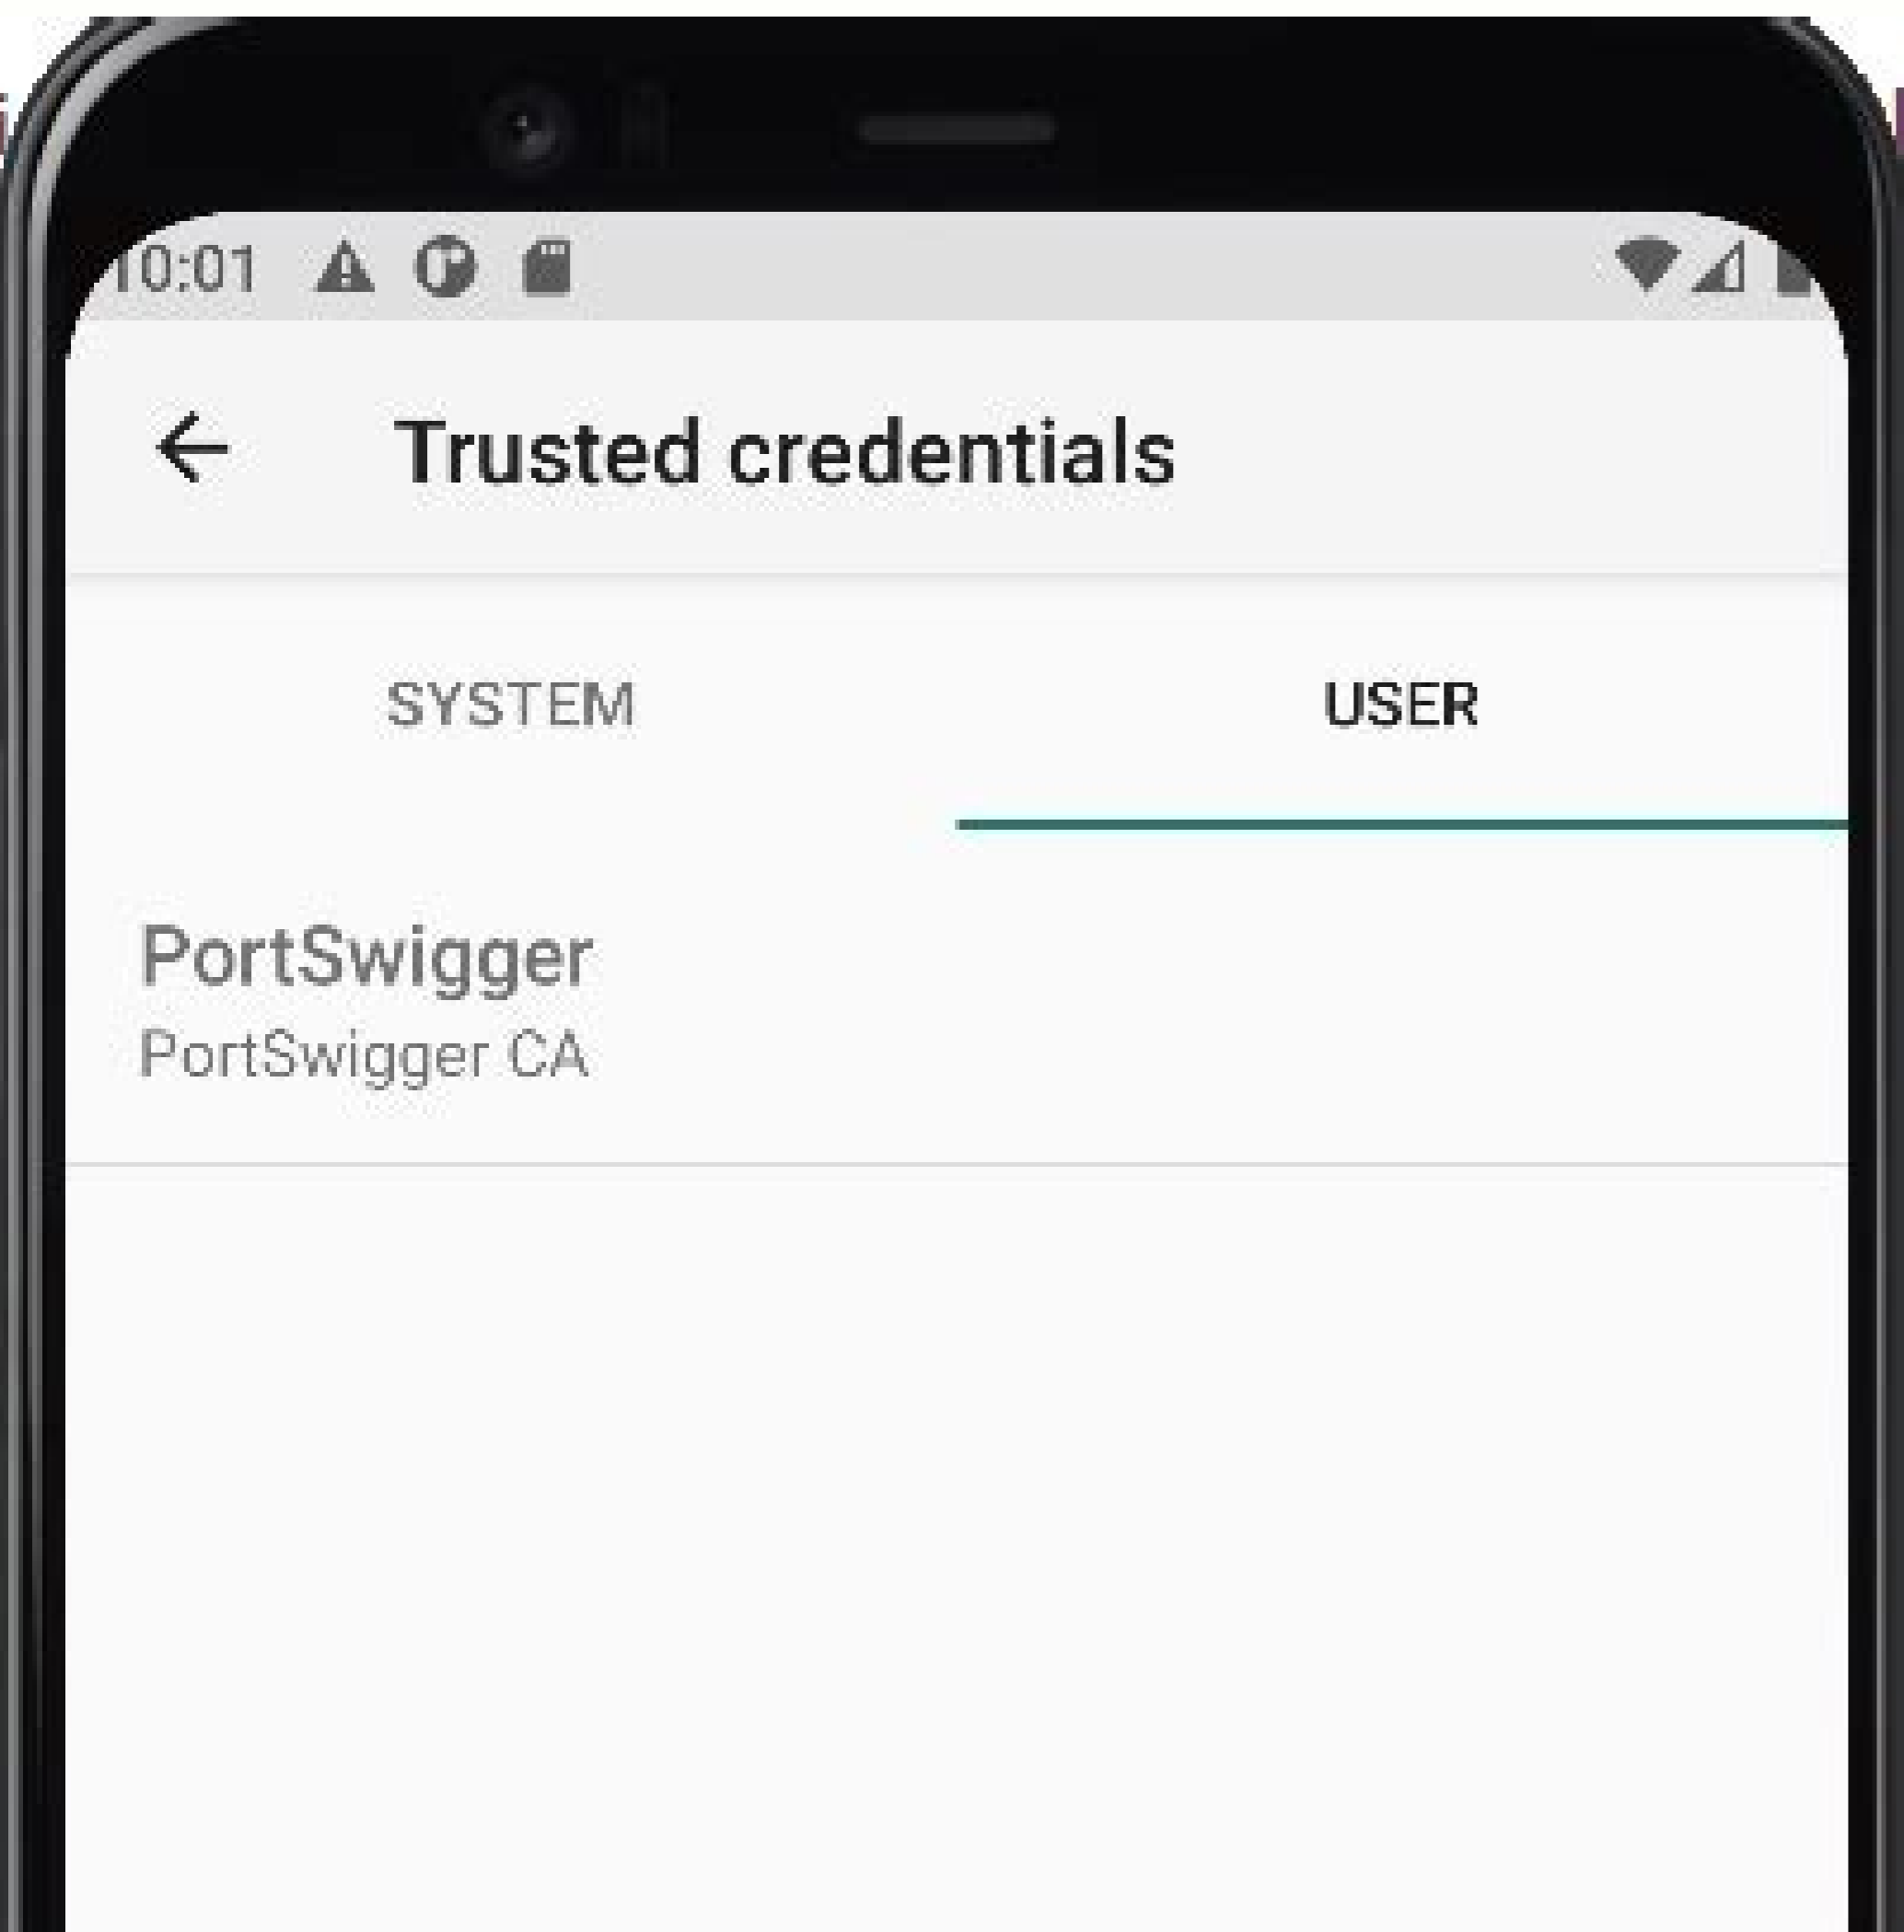 10:01
Trusted credentials
SYSTEM
USER
PortSwigger
PortSwigger CA